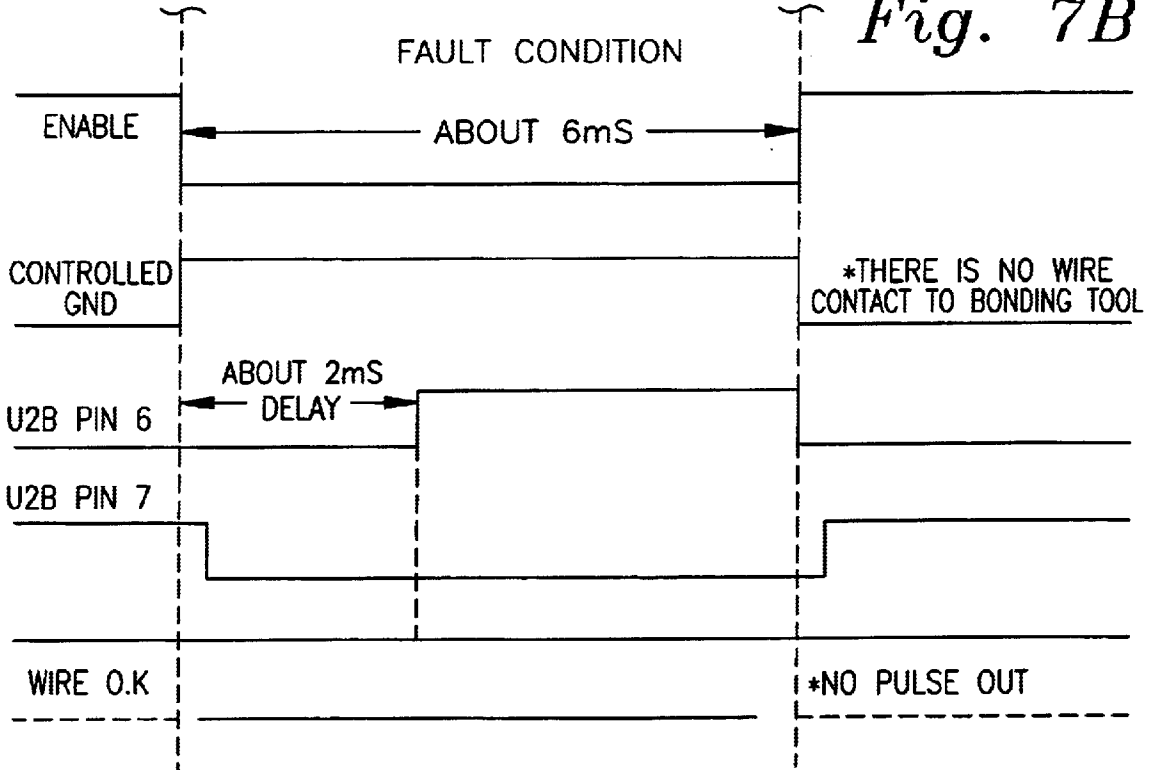 Fig. 7B
FAULT CONDITION
ENABLE
ABOUT 6mS
CONTROLLED
GND
*THERE IS NO WIRE
CONTACT TO BONDING TOOL
ABOUT 2mS
DELAY
U2B PIN 6
U2B PIN 7
WIRE O.K
*NO PULSE OUT